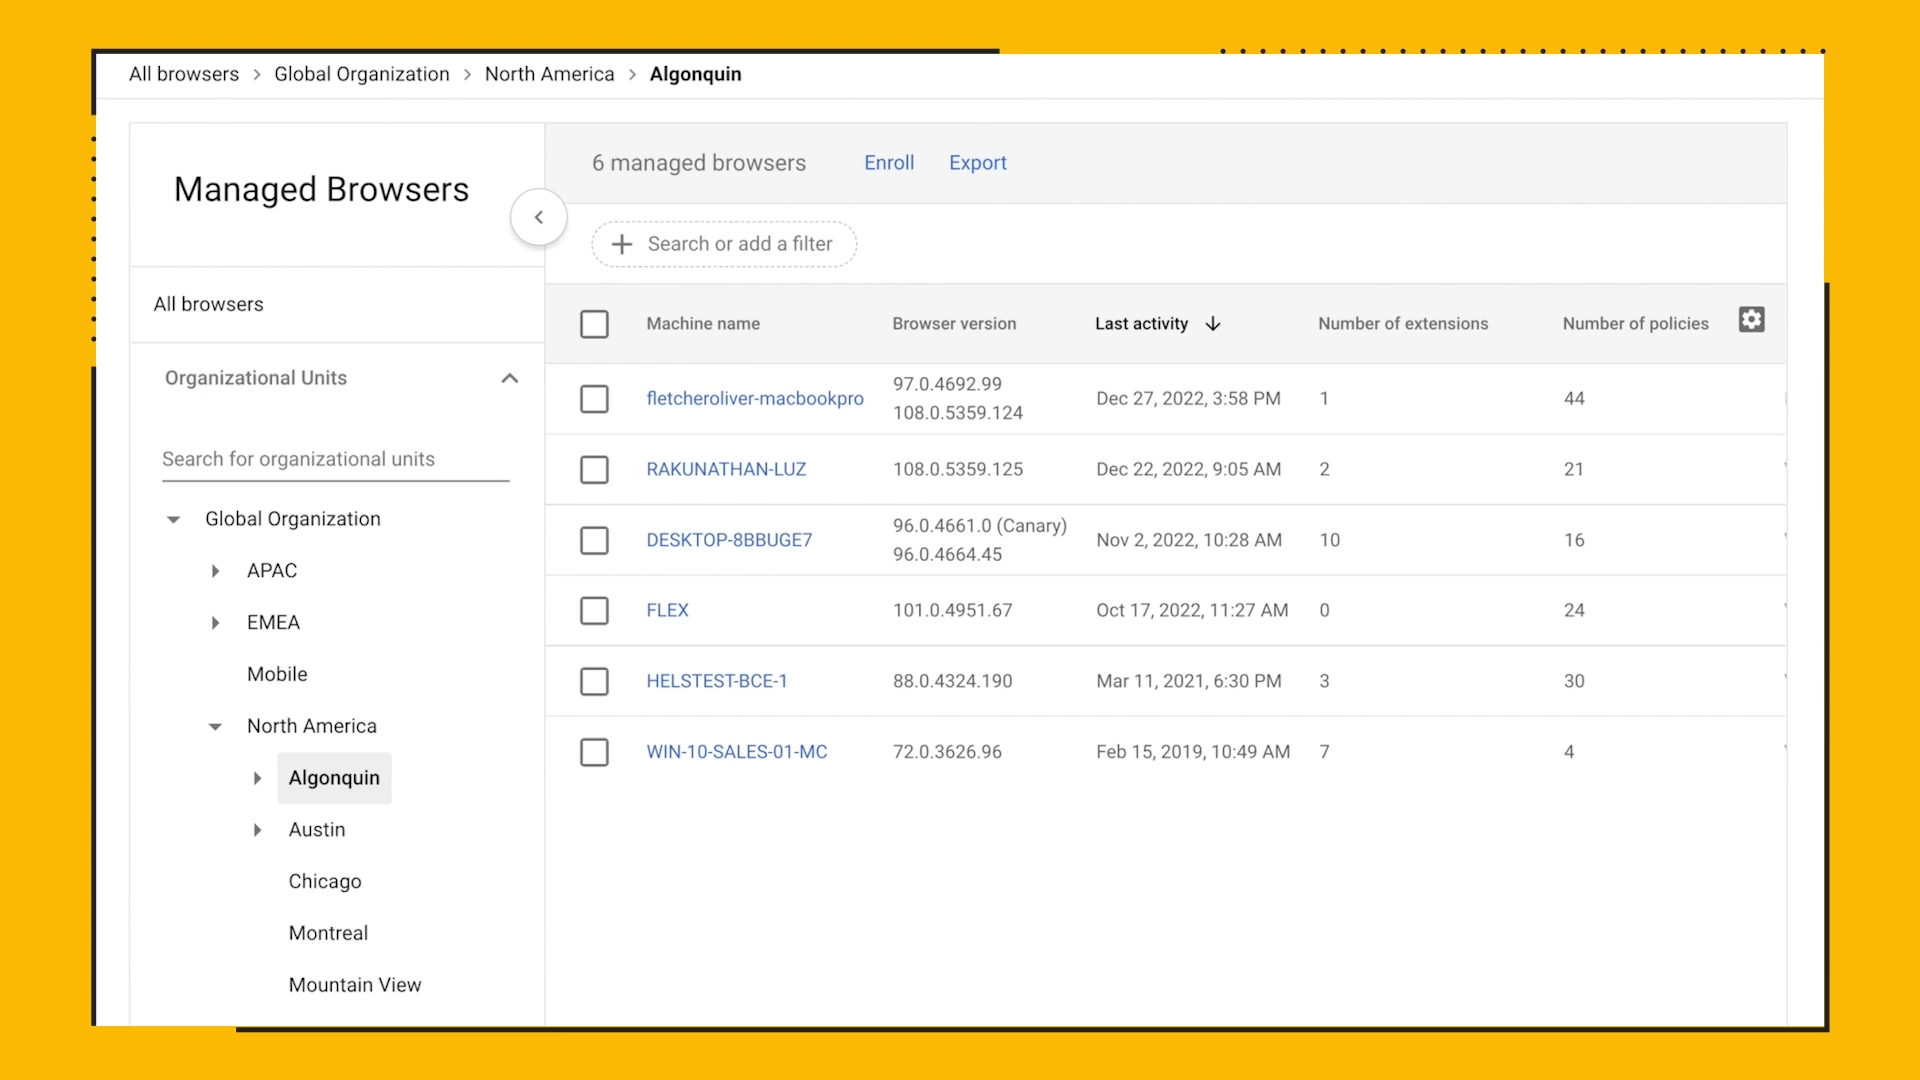 All browsers > Global Organization > North America > Algonquin
Managed Browsers
All browsers
Organizational Units
Search for organizational units
Global Organization
APAC
EMEA
Mobile
North America
Algonquin
Austin
Chicago
Montreal
Mountain View
6 managed browsers Enroll Export
Search or add a filter
Machine name Browser version Last activity Number of extensions Number of policies
fletcheroliver-macbookpro 97.0.4692.99 108.0.5359.124 Dec 27, 2022, 3:58 PM 1 44
RAKUNATHAN-LUZ 108.0.5359.125 Dec 22, 2022, 9:05 AM 2 21
DESKTOP-8BBUGE7 96.0.4661.0 (Canary) 96.0.4664.45 Nov 2, 2022, 10:28 AM 10 16
FLEX 101.0.4951.67 Oct 17, 2022, 11:27 AM 0 24
HELSTEST-BCE-1 88.0.4324.190 Mar 11, 2021, 6:30 PM 3 30
WIN-10-SALES-01-MC 72.0.3626.96 Feb 15, 2019, 10:49 AM 7 4